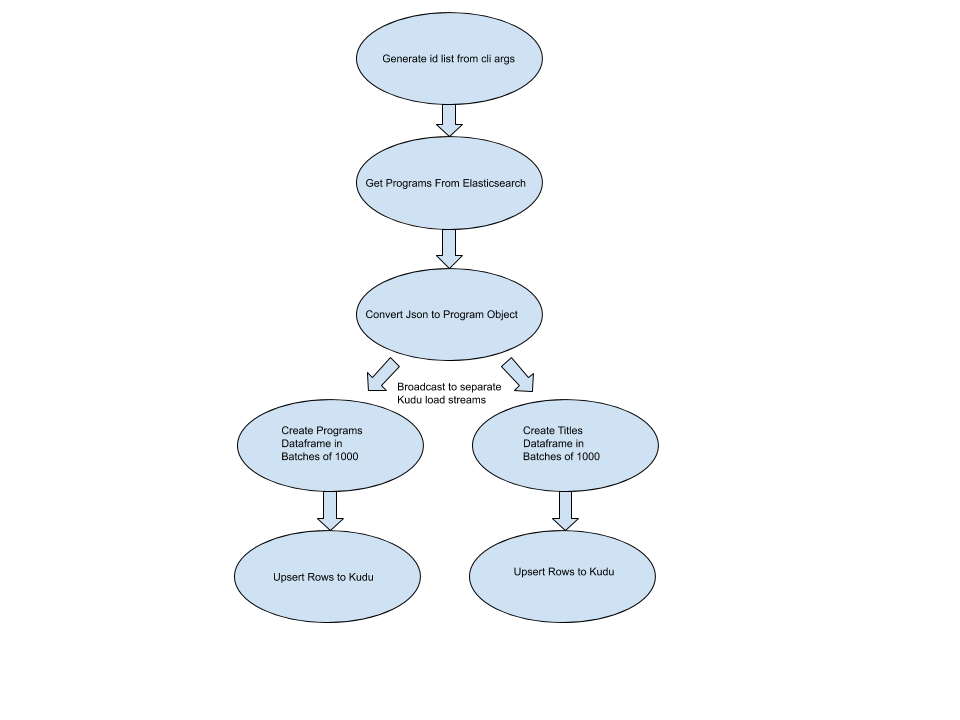 Generate id list from cli args
Get Programs From Elasticsearch
Convert Json to Program Object
Broadcast to separate
Kudu load streams
Create Programs
Dataframe in
Batches of 1000
Create Titles
Dataframe in
Batches of 1000
Upsert Rows to Kudu
Upsert Rows to Kudu